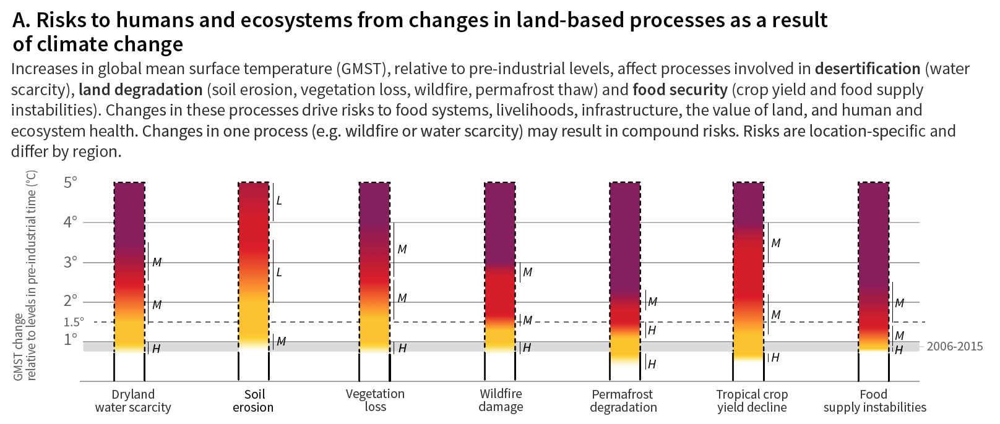 A. Risks to humans and ecosystems from changes in land-based processes as a result
of climate change
Increases in global mean surface temperature (GMST), relative to pre-industrial levels, affect processes involved in desertification (water
scarcity), land degradation (soil erosion, vegetation loss, wildfire, permafrost thaw) and food security (crop yield and food supply
instabilities). Changes in these processes drive risks to food systems, livelihoods, infrastructure, the value of land, and human and
ecosystem health. Changes in one process (e.g. wildfire or water scarcity) may result in compound risks. Risks are location-specific and
differ by region.
GMST change
relative to levels in pre-industrial time (°C)
5°
4°
3°
2°
1.5°
1°
M
M
H
L
L
M
M
M
H
M
M
H
M
H
H
M
M
H
M
M
H
2006-2015
Dryland
water scarcity
Soil
erosion
Vegetation
loss
Wildfire
damage
Permafrost
degradation
Tropical crop
yield decline
Food
supply instabilities